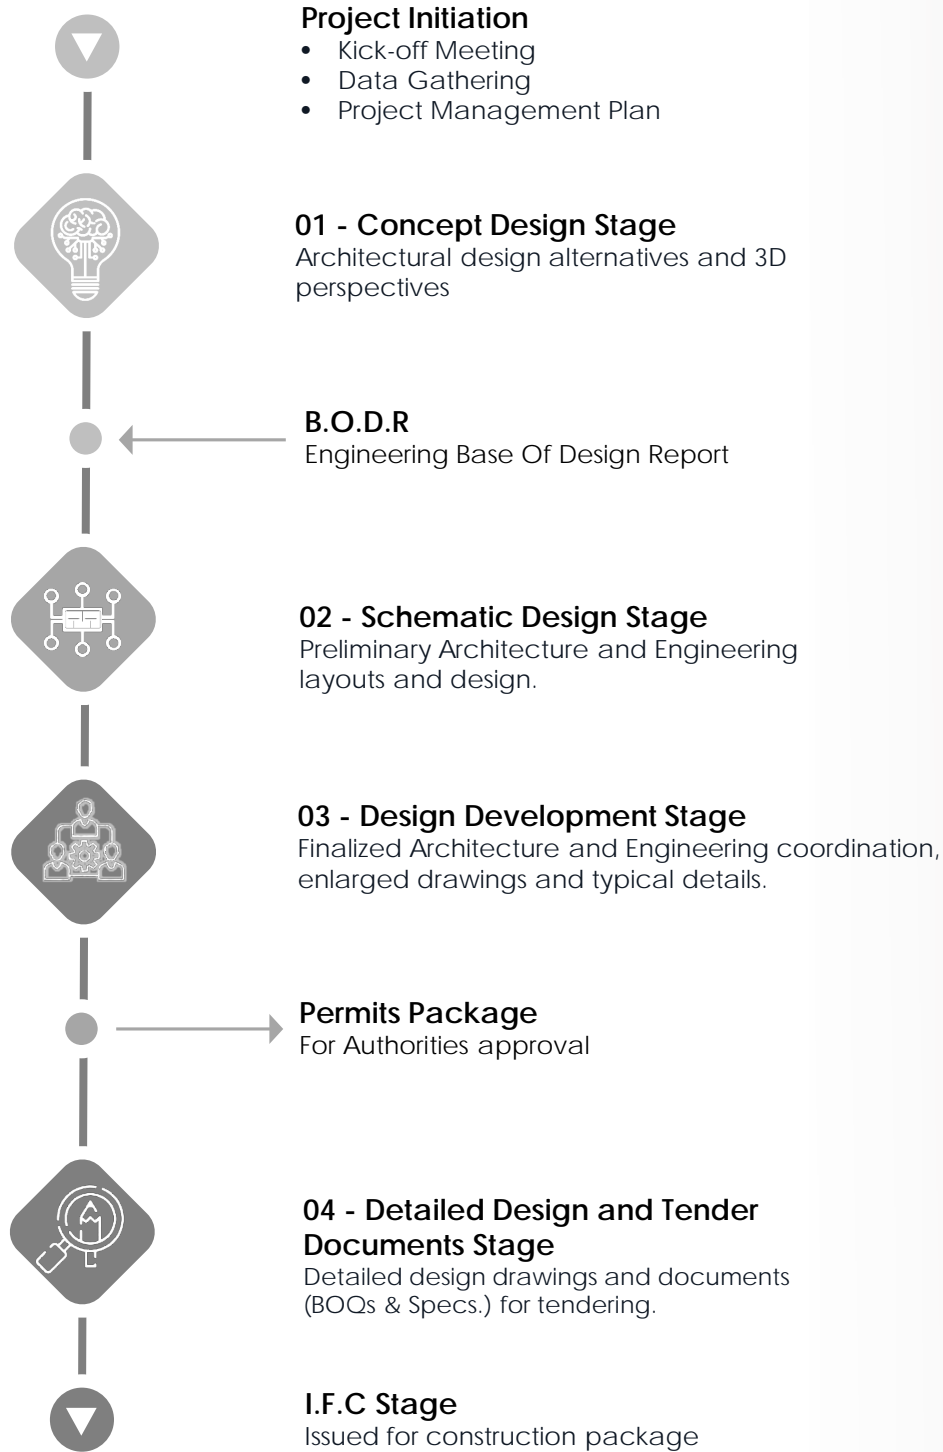 Project Initiation
• Kick-off Meeting
• Data Gathering
• Project Management Plan
01 - Concept Design Stage
Architectural design alternatives and 3D
perspectives
B.O.D.R
Engineering Base Of Design Report
02 - Schematic Design Stage
Preliminary Architecture and Engineering
layouts and design.
03 - Design Development Stage
Finalized Architecture and Engineering coordination,
enlarged drawings and typical details.
Permits Package
For Authorities approval
04 - Detailed Design and Tender
Documents Stage
Detailed design drawings and documents
(BOQs & Specs.) for tendering.
I.F.C Stage
Issued for construction package